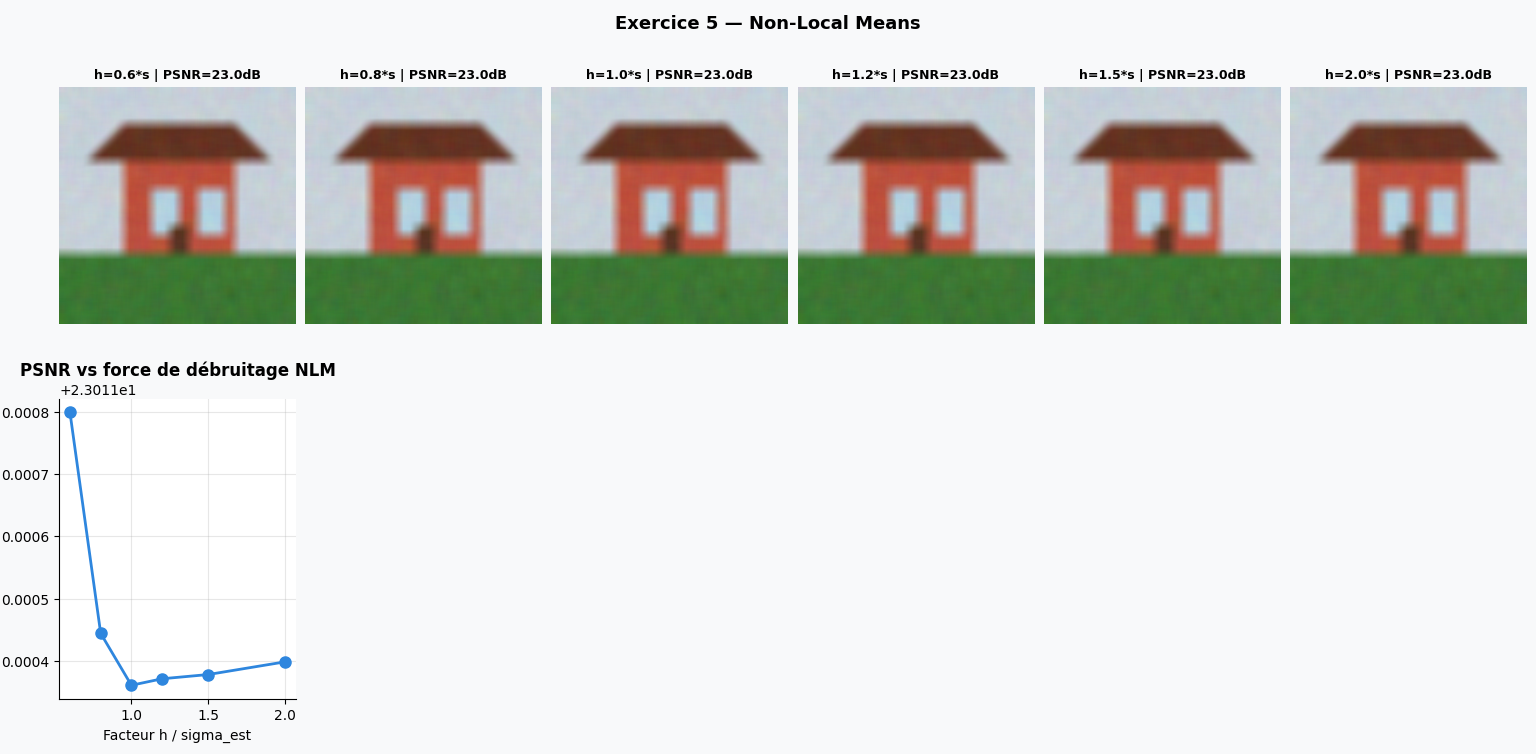 Exercice 5 — Non-Local Means
h=0.6*s | PSNR=23.0dB
h=0.8*s | PSNR=23.0dB
h=1.0*s | PSNR=23.0dB
h=1.2*s | PSNR=23.0dB
h=1.5*s | PSNR=23.0dB
h=2.0*s | PSNR=23.0dB
PSNR vs force de débruitage NLM
+2.3011e1
0.0008
0.0007
0.0006
0.0005
0.0004
1.0 1.5 2.0
Facteur h / sigma_est